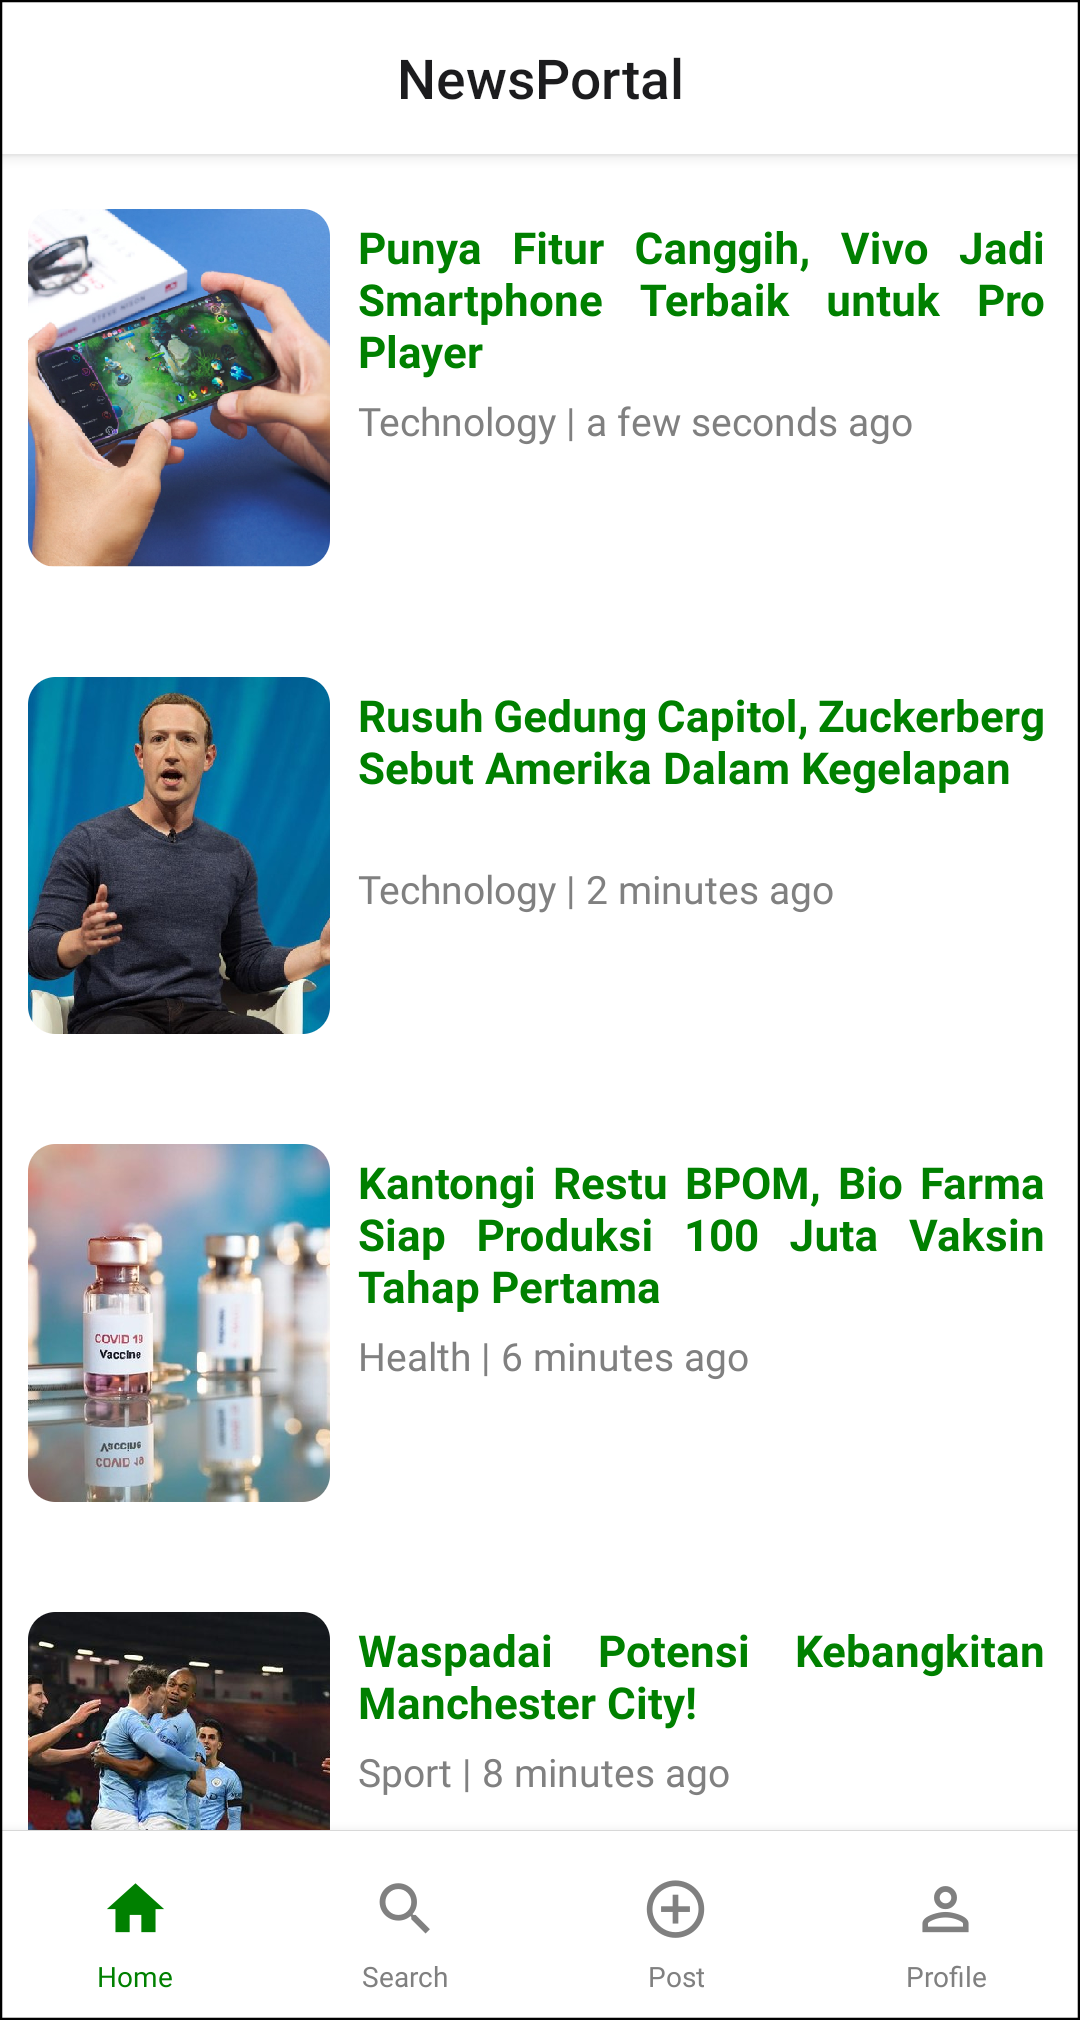 NewsPortal
Punya Fitur Canggih, Vivo Jadi
Smartphone Terbaik untuk Pro
Player
Technology | a few seconds ago
Rusuh Gedung Capitol, Zuckerberg
Sebut Amerika Dalam Kegelapan
Technology | 2 minutes ago
COVID 19
Vaccine
Kantongi Restu BPOM, Bio Farma
Siap Produksi 100 Juta Vaksin
Tahap Pertama
Health | 6 minutes ago
Waspadai Potensi Kebangkitan
Manchester City!
Sport | 8 minutes ago
Home
Search
Post
Profile